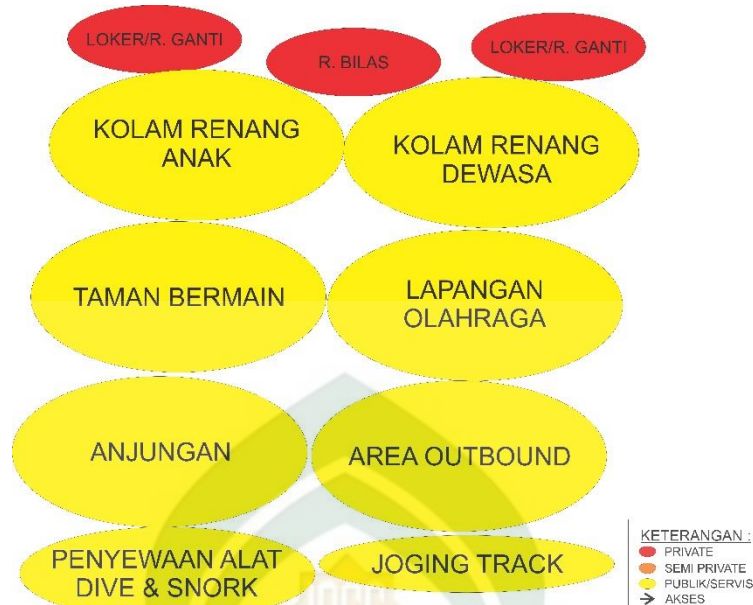 LOKER/R. GANTI
R. BILAS
LOKER/R. GANTI
KOLAM RENANG
ANAK
KOLAM RENANG
DEWASA
TAMAN BERMAIN
LAPANGAN
OLAHRAGA
ANJUNGAN
AREA OUTBOUND
PENYEWAAN ALAT
DIVE & SNORK
JOGING TRACK
KETERANGAN :
PRIVATE
SEMI PRIVATE
PUBLIK/SERVIS
AKSES